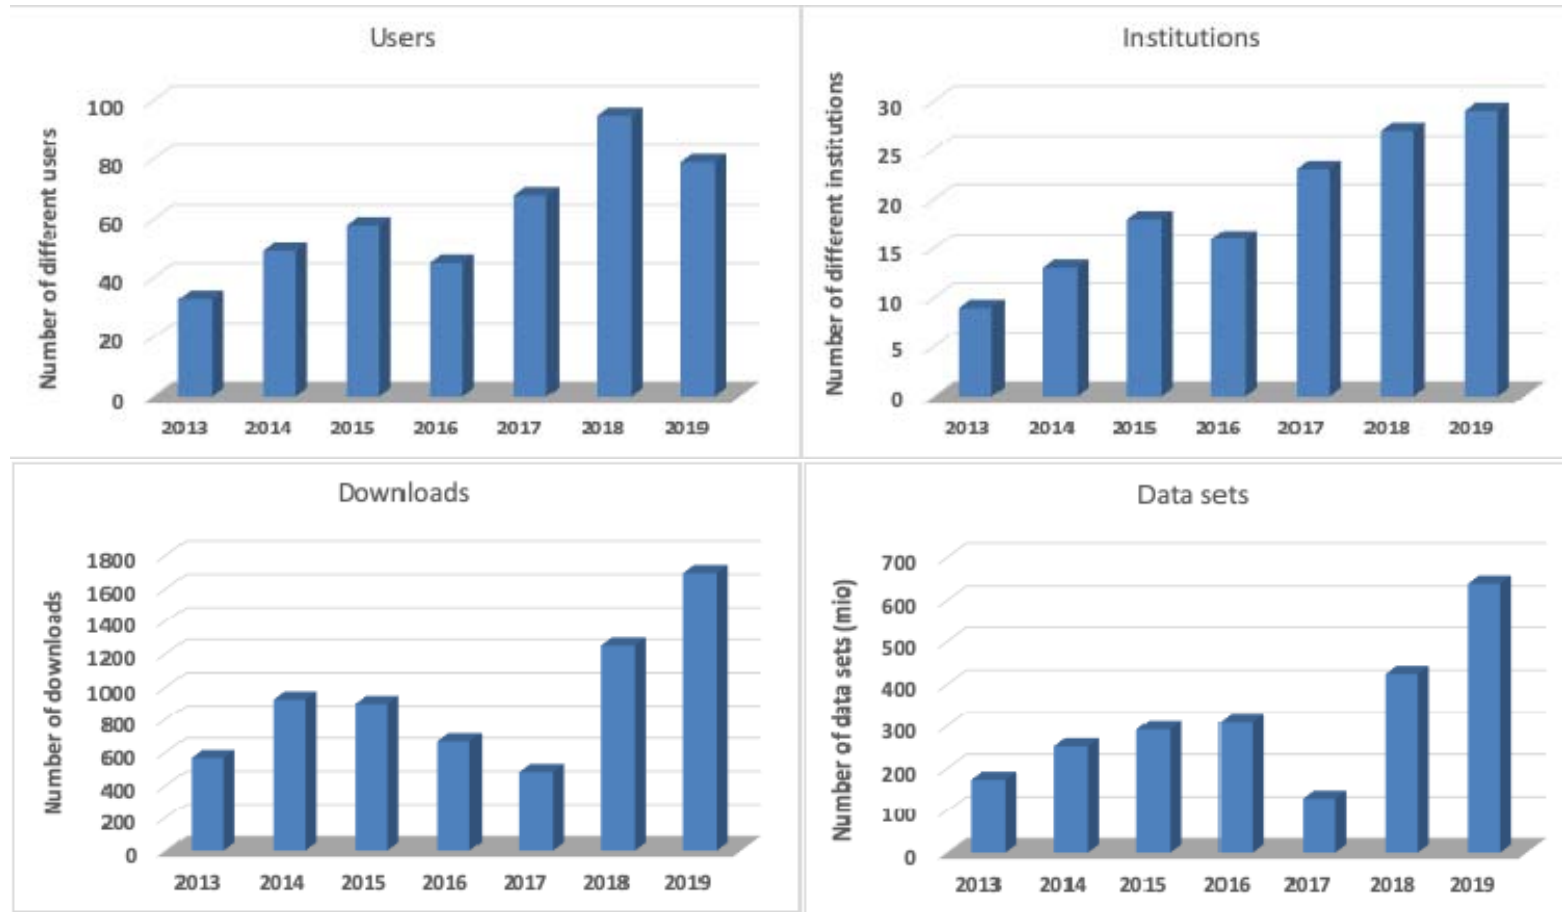 Users
Number of different users
100
80
60
40
20
0
2013 2014 2015 2016 2017 2018 2019
Institutions
Number of different institutions
30
25
20
15
10
5
0
2013 2014 2015 2016 2017 2018 2019
Downloads
Number of downloads
1800
1600
1400
1200
1000
800
600
400
200
0
2013 2014 2015 2016 2017 2018 2019
Data sets
Number of data sets (mio)
700
600
500
400
300
200
100
0
2013 2014 2015 2016 2017 2018 2019